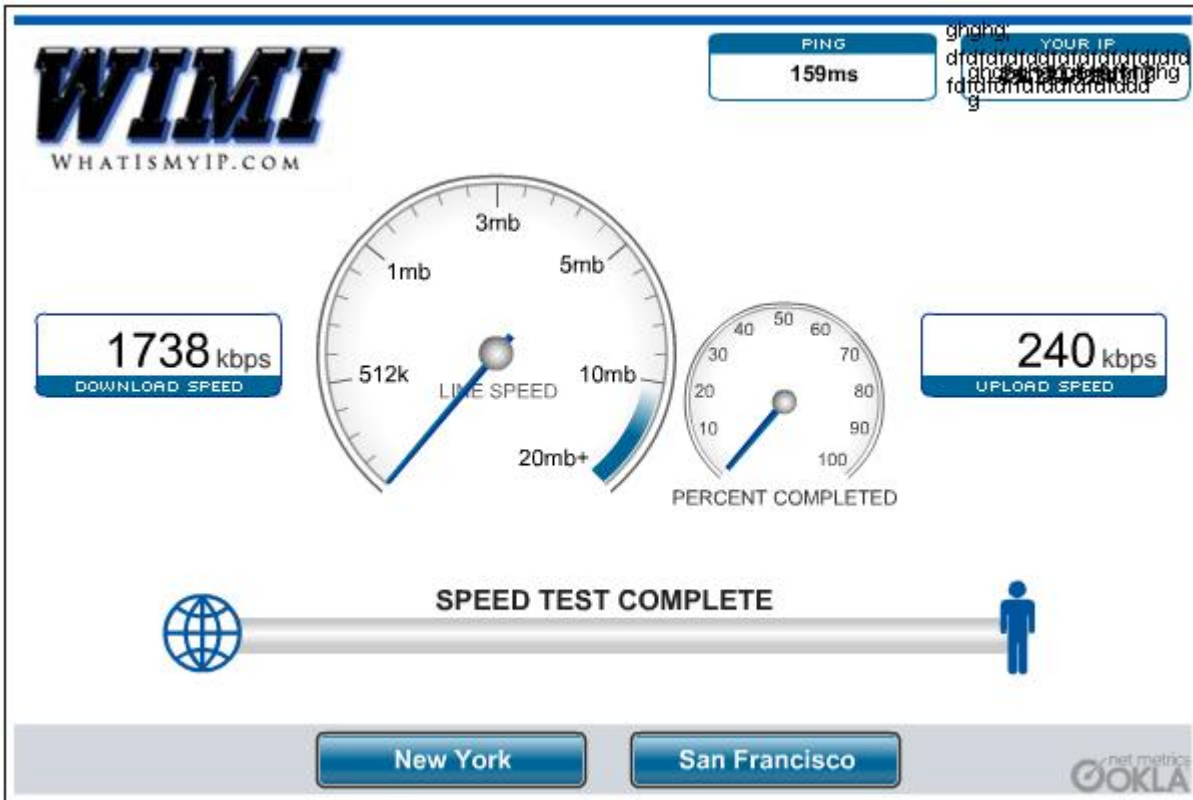 WIMI
WHATISMYIP.COM
PING
159ms
YOUR IP
ghghg;
3mb
1mb
5mb
512k
10mb
LINE SPEED
20mb+
1738 kbps
DOWNLOAD SPEED
50
40
60
30
70
20
80
10
90
100
PERCENT COMPLETED
240 kbps
UPLOAD SPEED
SPEED TEST COMPLETE
New York
San Francisco
net metrics
OOKLA